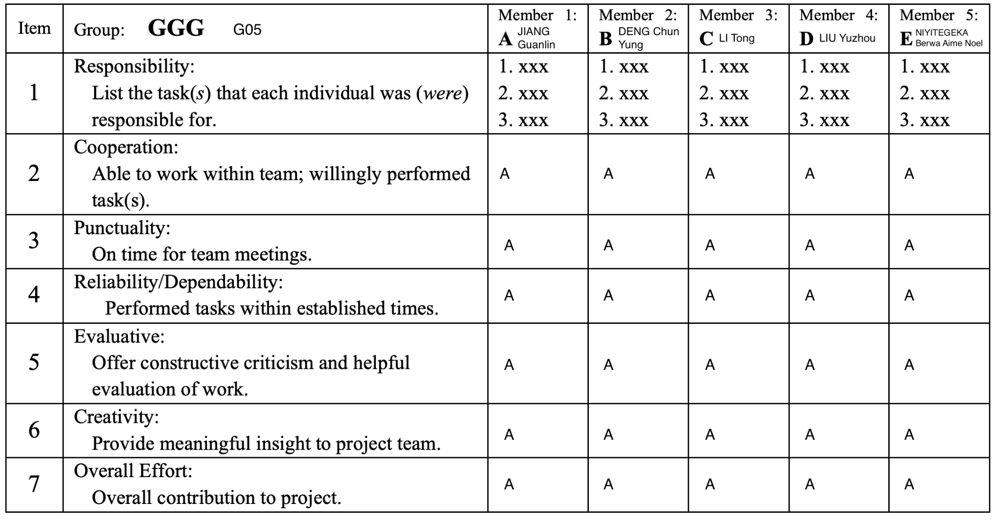 Item
Group: GGG G05
Member 1:
A JIANG
Guanlin
Member 2:
B DENG Chun
Yung
Member 3:
C LI Tong
Member 4:
D LIU Yuzhou
Member 5:
E NIYITEGEKA
Berwa Aime Noel
1
Responsibility:
List the task(s) that each individual was (were)
responsible for.
1. xxx
2. xxx
3. xxx
1. xxx
2. xxx
3. xxx
1. xxx
2. xxx
3. xxx
1. xxx
2. xxx
3. xxx
1. xxx
2. xxx
3. xxx
2
Cooperation:
Able to work within team; willingly performed
task(s).
A
A
A
A
A
3
Punctuality:
On time for team meetings.
A
A
A
A
A
4
Reliability/Dependability:
Performed tasks within established times.
A
A
A
A
A
5
Evaluative:
Offer constructive criticism and helpful
evaluation of work.
A
A
A
A
A
6
Creativity:
Provide meaningful insight to project team.
A
A
A
A
A
7
Overall Effort:
Overall contribution to project.
A
A
A
A
A